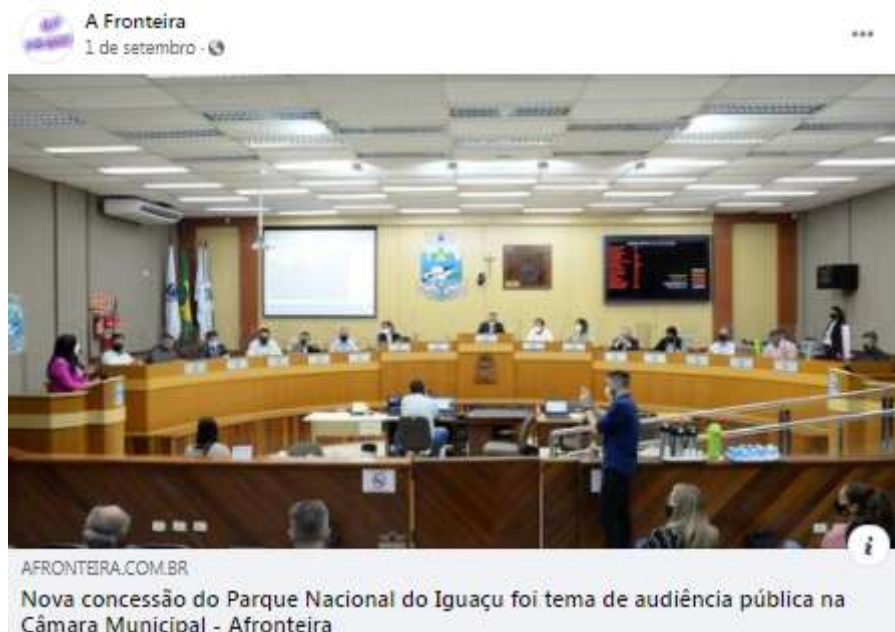 A Fronteira
1 de setembro ·
AFRONTEIRA.COM.BR
Nova concessão do Parque Nacional do Iguaçu foi tema de audiência pública na
Câmara Municipal - Afronteira